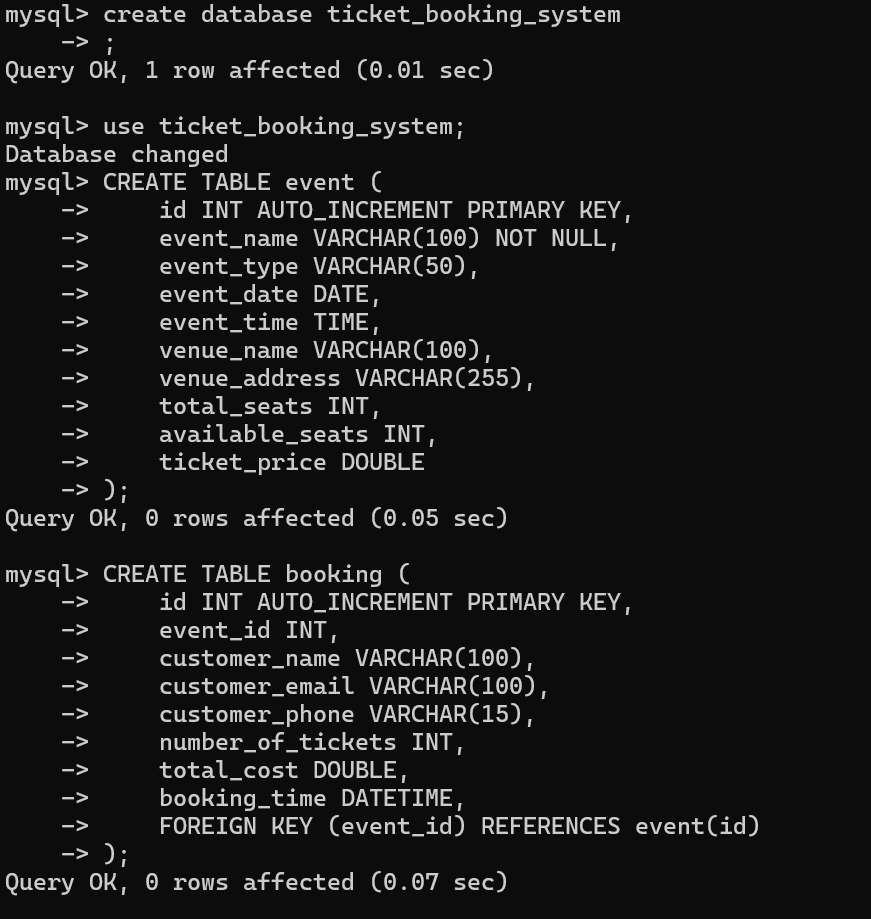 mysql> create database ticket_booking_system
    -> ;
Query OK, 1 row affected (0.01 sec)

mysql> use ticket_booking_system;
Database changed
mysql> CREATE TABLE event (
    ->     id INT AUTO_INCREMENT PRIMARY KEY,
    ->     event_name VARCHAR(100) NOT NULL,
    ->     event_type VARCHAR(50),
    ->     event_date DATE,
    ->     event_time TIME,
    ->     venue_name VARCHAR(100),
    ->     venue_address VARCHAR(255),
    ->     total_seats INT,
    ->     available_seats INT,
    ->     ticket_price DOUBLE
    -> );
Query OK, 0 rows affected (0.05 sec)

mysql> CREATE TABLE booking (
    ->     id INT AUTO_INCREMENT PRIMARY KEY,
    ->     event_id INT,
    ->     customer_name VARCHAR(100),
    ->     customer_email VARCHAR(100),
    ->     customer_phone VARCHAR(15),
    ->     number_of_tickets INT,
    ->     total_cost DOUBLE,
    ->     booking_time DATETIME,
    ->     FOREIGN KEY (event_id) REFERENCES event(id)
    -> );
Query OK, 0 rows affected (0.07 sec)